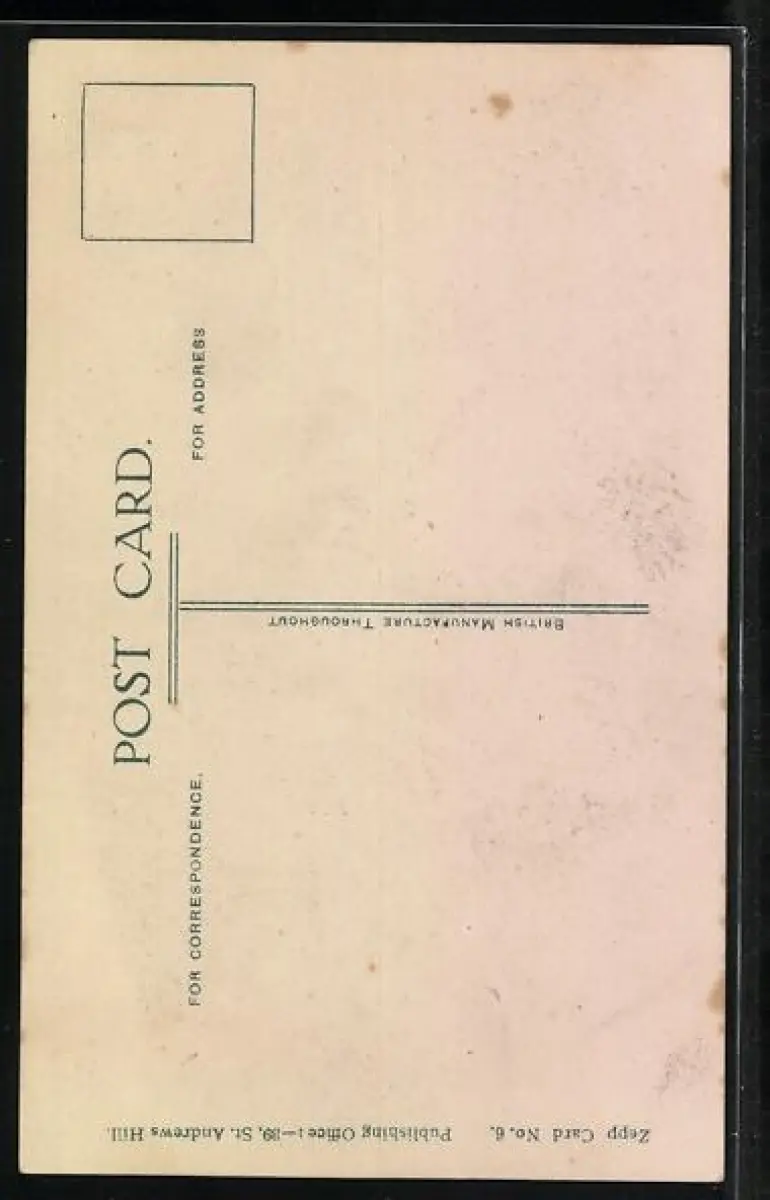 POST CARD.
FOR CORRESPONDENCE.
FOR ADDRESS
BRITISH MANUFACTURE THROUGHOUT
Zepp Card No. 6. Publishing Office:—39, St. Andrews Hill.